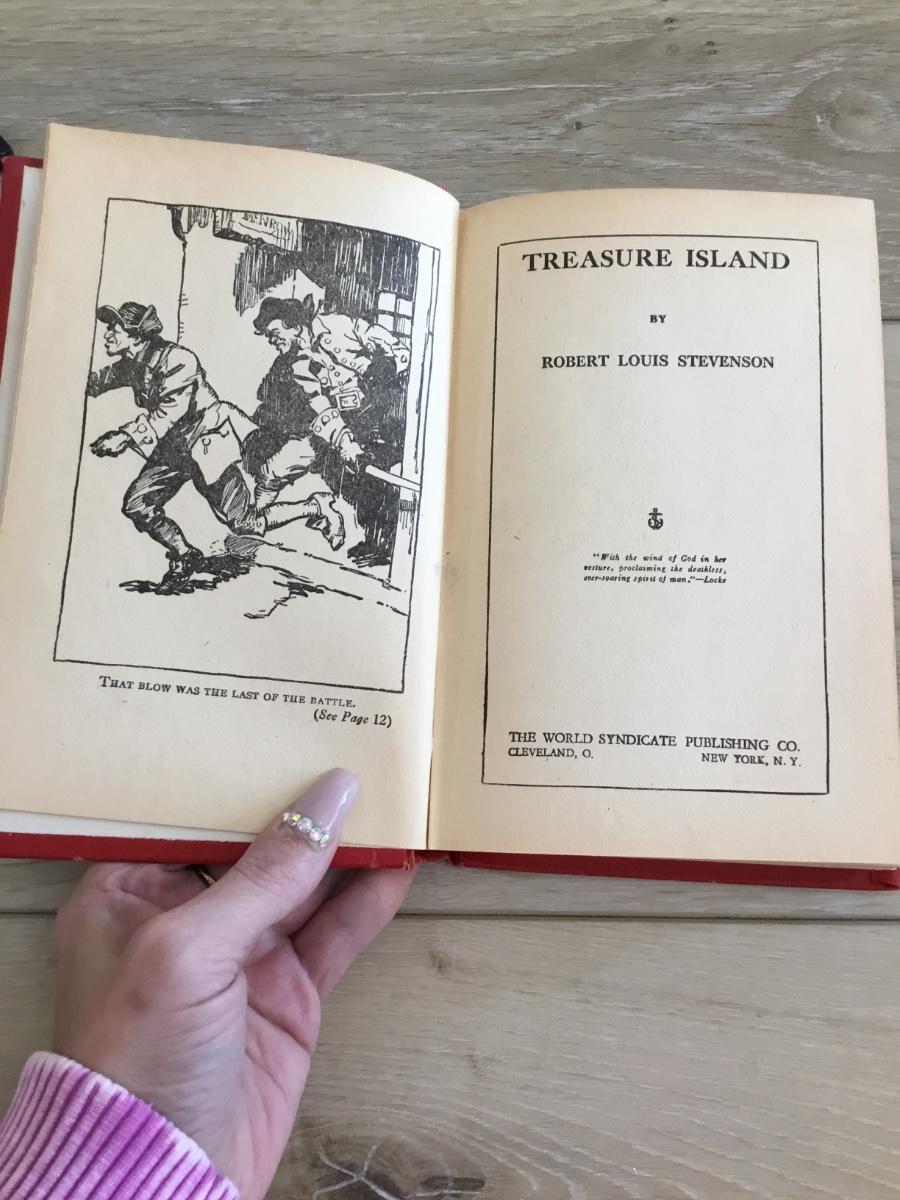 THAT BLOW WAS THE LAST OF THE BATTLE.
(See Page 12)
TREASURE ISLAND
BY
ROBERT LOUIS STEVENSON
"With the wind of God in her
vesture, proclaiming the deathless,
ever-soaring spirit of man."—Locke
THE WORLD SYNDICATE PUBLISHING CO.
CLEVELAND, O. NEW YORK, N. Y.